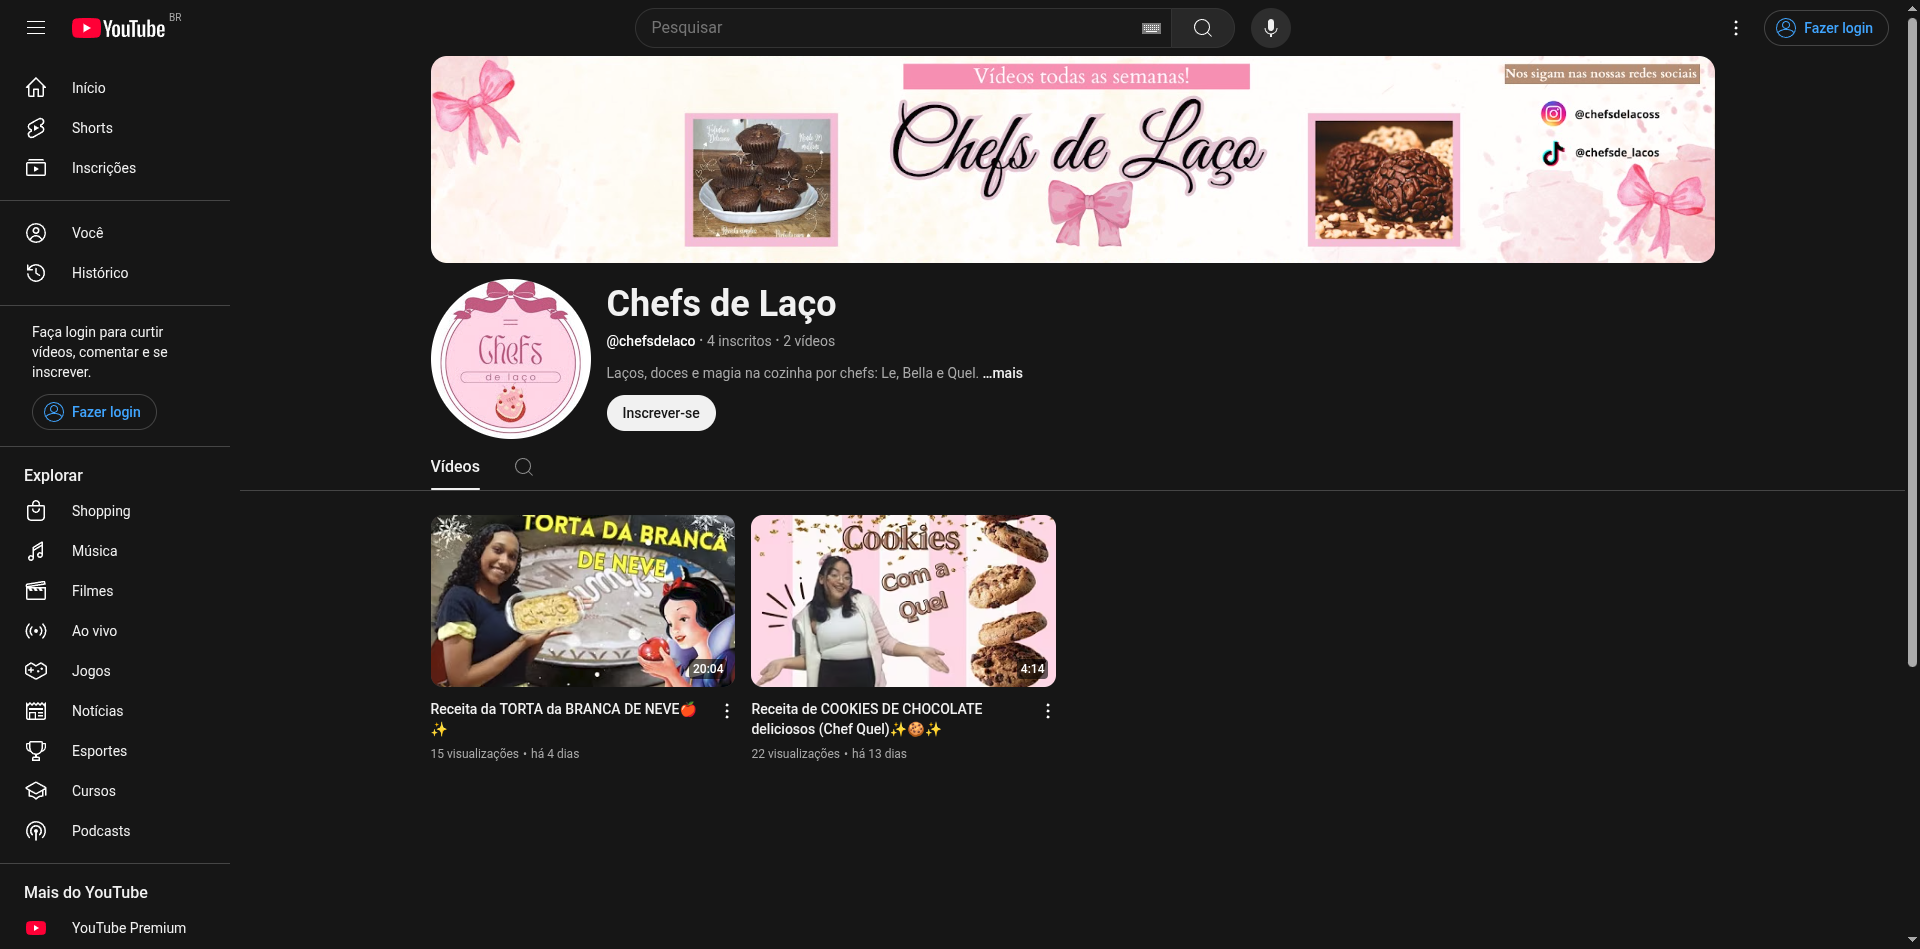 YouTube
BR
Pesquisar
Fazer login
Início
Shorts
Inscrições
Você
Histórico
Faça login para curtir
vídeos, comentar e se
inscrever.
Fazer login
Explorar
Shopping
Música
Filmes
Ao vivo
Jogos
Notícias
Esportes
Cursos
Podcasts
Mais do YouTube
YouTube Premium
Vídeos todas as semanas!
Chefs de Laço
Nos sigam nas nossas redes sociais
@chefsdelacoss
@chefsde_lacos
Chefs
de laço
Chefs de Laço
@chefsdelaco • 4 inscritos • 2 vídeos
Laços, doces e magia na cozinha por chefs: Le, Bella e Quel. ...mais
Inscrever-se
Vídeos
TORTA DA BRANCA
DE NEVE
20:04
Cookies
Com a
Quel
4:14
Receita da TORTA da BRANCA DE NEVE🍎
✨
15 visualizações • há 4 dias
Receita de COOKIES DE CHOCOLATE
deliciosos (Chef Quel)✨🍪✨
22 visualizações • há 13 dias